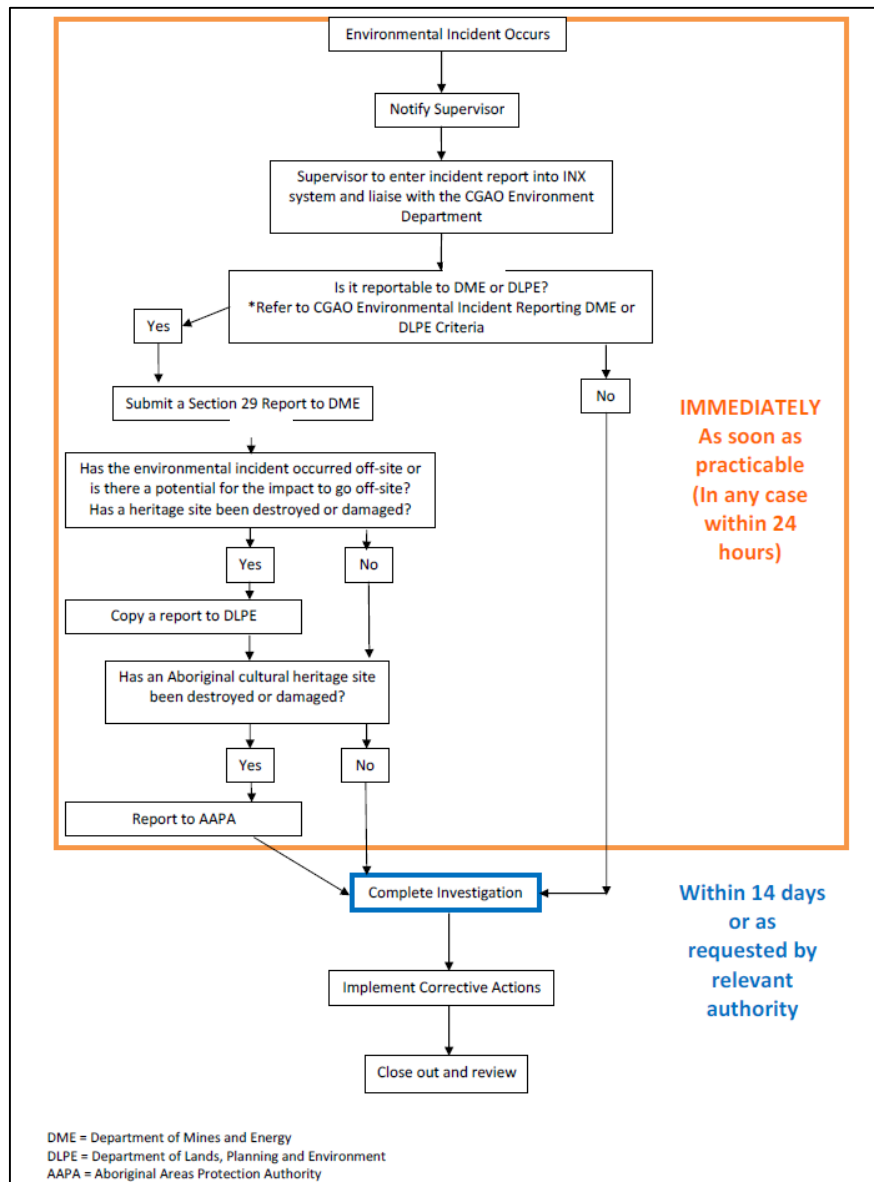 Environmental Incident Occurs
Notify Supervisor
Supervisor to enter incident report into INX
system and liaise with the CGAO Environment
Department
Is it reportable to DME or DLPE?
*Refer to CGAO Environmental Incident Reporting DME or
DLPE Criteria
Yes
No
Submit a Section 29 Report to DME
IMMEDIATELY
As soon as
practicable
(In any case
within 24
hours)
Has the environmental incident occurred off-site or
is there a potential for the impact to go off-site?
Has a heritage site been destroyed or damaged?
Yes
No
Copy a report to DLPE
Has an Aboriginal cultural heritage site
been destroyed or damaged?
Yes
No
Report to AAPA
Complete Investigation
Within 14 days
or as
requested by
relevant
authority
Implement Corrective Actions
Close out and review
DME = Department of Mines and Energy
DLPE = Department of Lands, Planning and Environment
AAPA = Aboriginal Areas Protection Authority